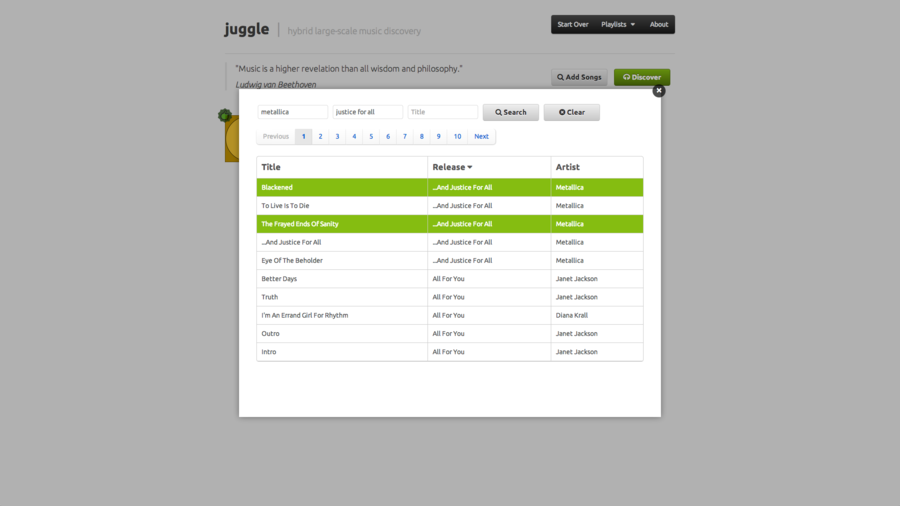 juggle | hybrid large-scale music discovery
Start Over Playlists About
"Music is a higher revelation than all wisdom and philosophy."
Ludwig van Beethoven
Add Songs Discover
metallica justice for all Title Search Clear
Previous 1 2 3 4 5 6 7 8 9 10 Next
Title Release Artist
Blackened ...And Justice For All Metallica
To Live Is To Die ...And Justice For All Metallica
The Frayed Ends Of Sanity ...And Justice For All Metallica
...And Justice For All ...And Justice For All Metallica
Eye Of The Beholder ...And Justice For All Metallica
Better Days All For You Janet Jackson
Truth All For You Janet Jackson
I'm An Errand Girl For Rhythm All For You Diana Krall
Outro All For You Janet Jackson
Intro All For You Janet Jackson